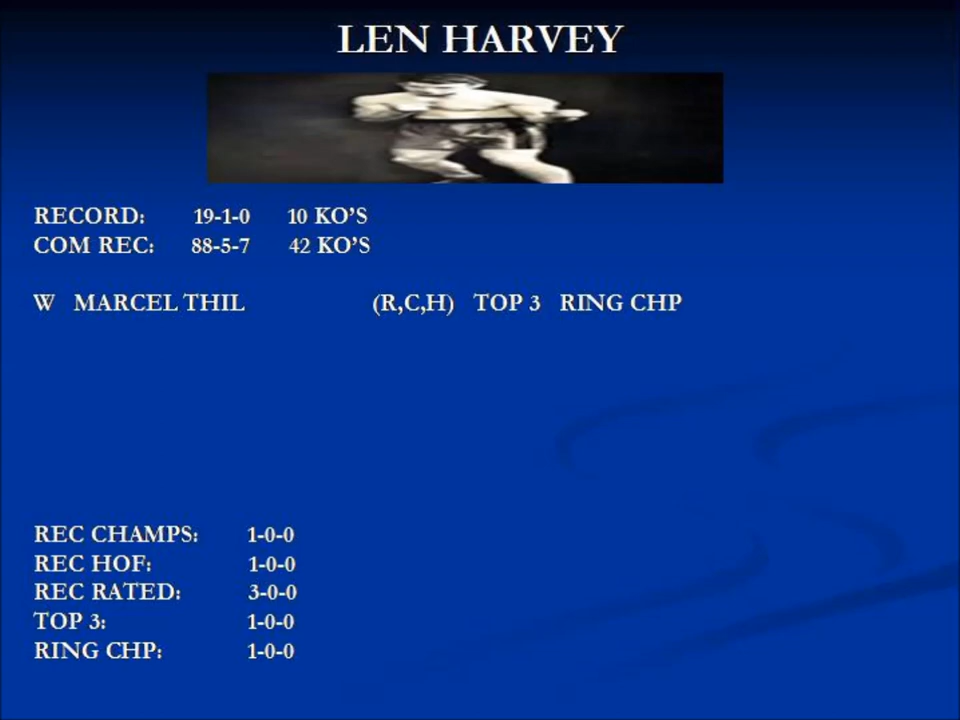 LEN HARVEY
RECORD: 19-1-0 10 KO'S
COM REC: 88-5-7 42 KO'S
W MARCEL THIL (R,C,H) TOP 3 RING CHP
REC CHAMPS: 1-0-0
REC HOF: 1-0-0
REC RATED: 3-0-0
TOP 3: 1-0-0
RING CHP: 1-0-0